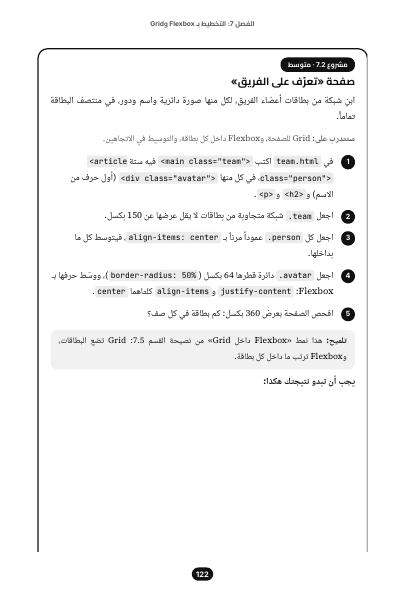 الفصل 7: التخطيط بـ Flexbox وGrid
مشروع 7.2 · متوسط
صفحة «تعرّف على الفريق»
ابنِ شبكة من بطاقات أعضاء الفريق، لكل منها صورة دائرية واسم ودور، في منتصف البطاقة
تمامًا.
ستتدرب على: Grid للصفحة، وFlexbox داخل كل بطاقة، والتوسيط في الاتجاهين.
1 في team.html اكتب <main class="team"> فيه ستة <article
class="person">، في كل منها <div class="avatar"> (أول حرف من
الاسم) و <h2> و <p>.
2 اجعل .team شبكة متجاوبة من بطاقات لا يقل عرضها عن 150 بكسل.
3 اجعل كل .person عمودًا مرنًا بـ align-items: center، فيتوسط كل ما
بداخلها.
4 اجعل .avatar دائرة قطرها 64 بكسل (border-radius: 50%)، ووسّط حرفها بـ
Flexbox: justify-content و align-items كلتاهما center.
5 افحص الصفحة بعرض 360 بكسل: كم بطاقة في كل صف؟
تلميح: هذا نمط «Flexbox داخل Grid» من نصيحة القسم 7.5: Grid تضع البطاقات،
وFlexbox ترتب ما داخل كل بطاقة.
يجب أن تبدو نتيجتك هكذا:
122